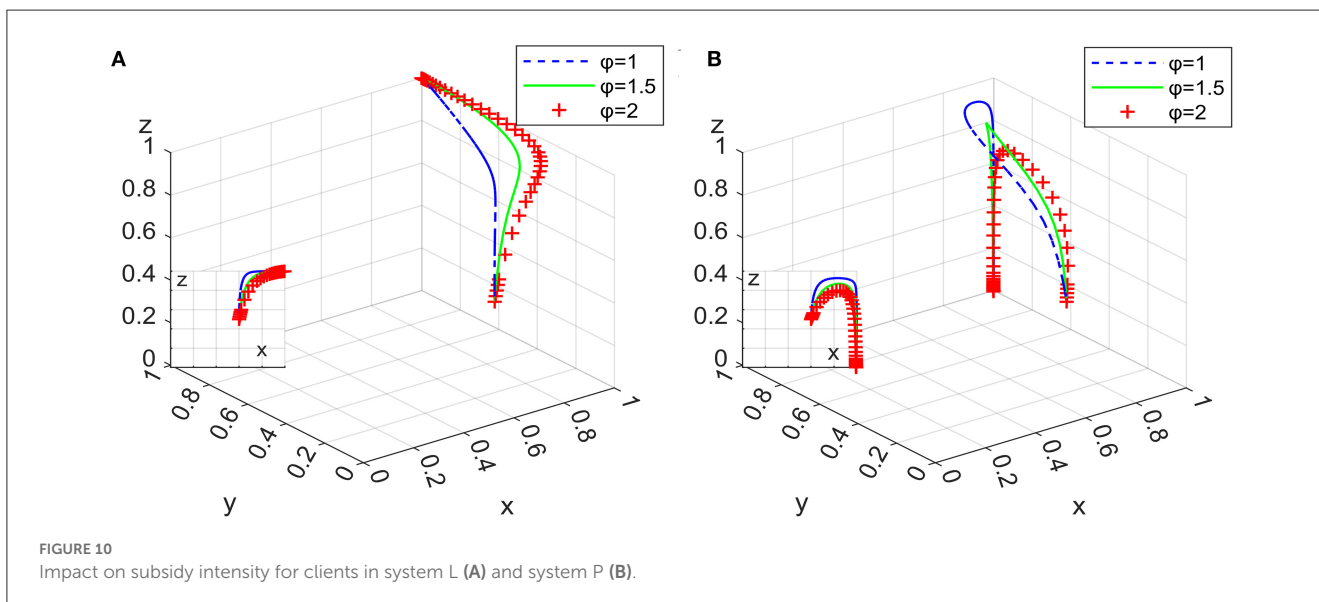 A
φ=1
φ=1.5
φ=2
z
1
0.8
0.6
0.4
0.2
0
z
x
1
0.8
0.6
0.4
0.2
0
y
0
0.2
0.4
0.6
0.8
1
x
B
φ=1
φ=1.5
φ=2
z
1
0.8
0.6
0.4
0.2
0
z
x
1
0.8
0.6
0.4
0.2
0
y
0
0.2
0.4
0.6
0.8
1
x
FIGURE 10
Impact on subsidy intensity for clients in system L (A) and system P (B).